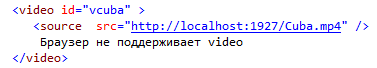 <video id="vcuba" >
<source  src="http://localhost:1927/Cuba.mp4" />
Браузер не поддерживает video
</video>